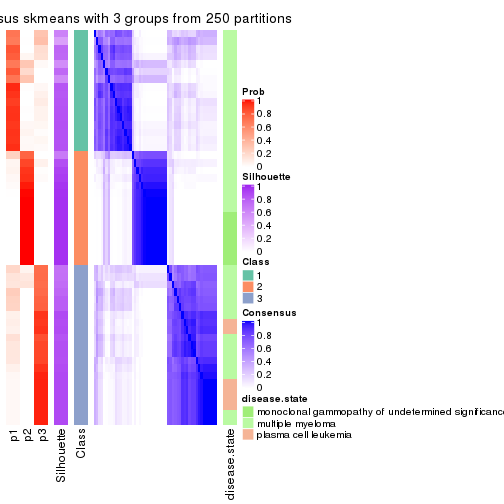 sus skmeans with 3 groups from 250 partitions
Prob
1
0.8
0.6
0.4
0.2
0
Silhouette
1
0.8
0.6
0.4
0.2
0
Class
1
2
3
Consensus
1
0.8
0.6
0.4
0.2
0
disease.state
monoclonal gammopathy of undetermined significance
multiple myeloma
plasma cell leukemia
p1
p2
p3
Silhouette
Class
disease.state